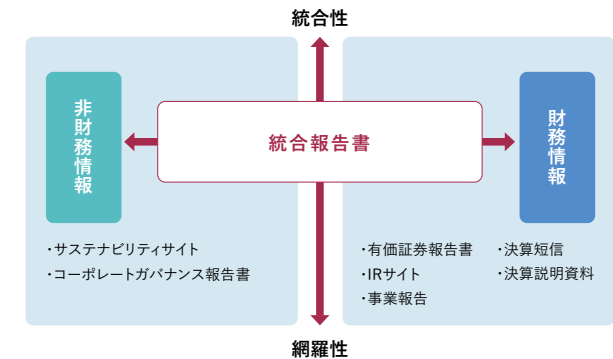 統合性
非財務情報
統合報告書
財務情報
・サステナビリティサイト
・コーポレートガバナンス報告書
・有価証券報告書
・IRサイト
・事業報告
・決算短信
・決算説明資料
網羅性